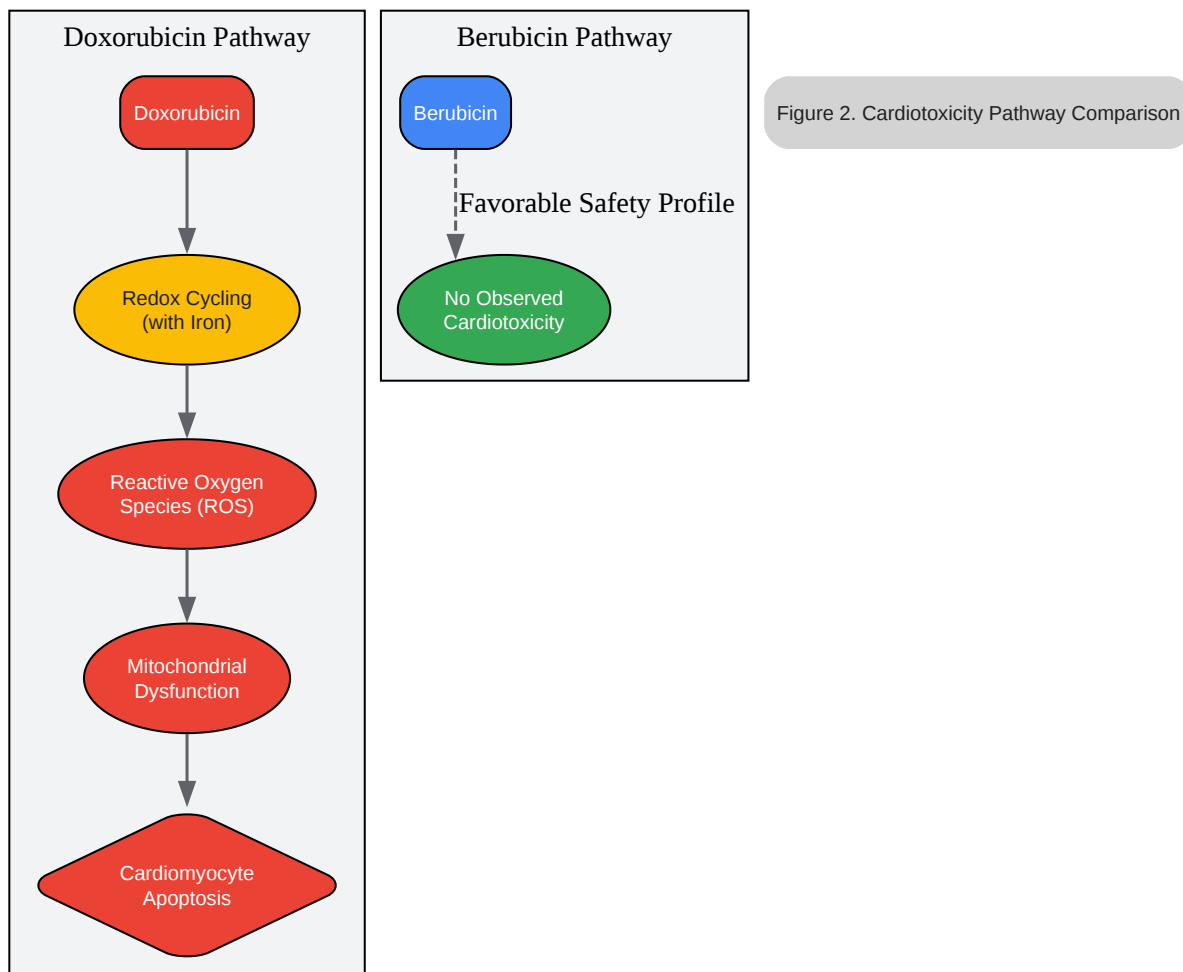 Doxorubicin Pathway
Doxorubicin
Redox Cycling
(with Iron)
Reactive Oxygen
Species (ROS)
Mitochondrial
Dysfunction
Cardiomyocyte
Apoptosis
Berubicin Pathway
Berubicin
Favorable Safety Profile
No Observed
Cardiotoxicity
Figure 2. Cardiotoxicity Pathway Comparison